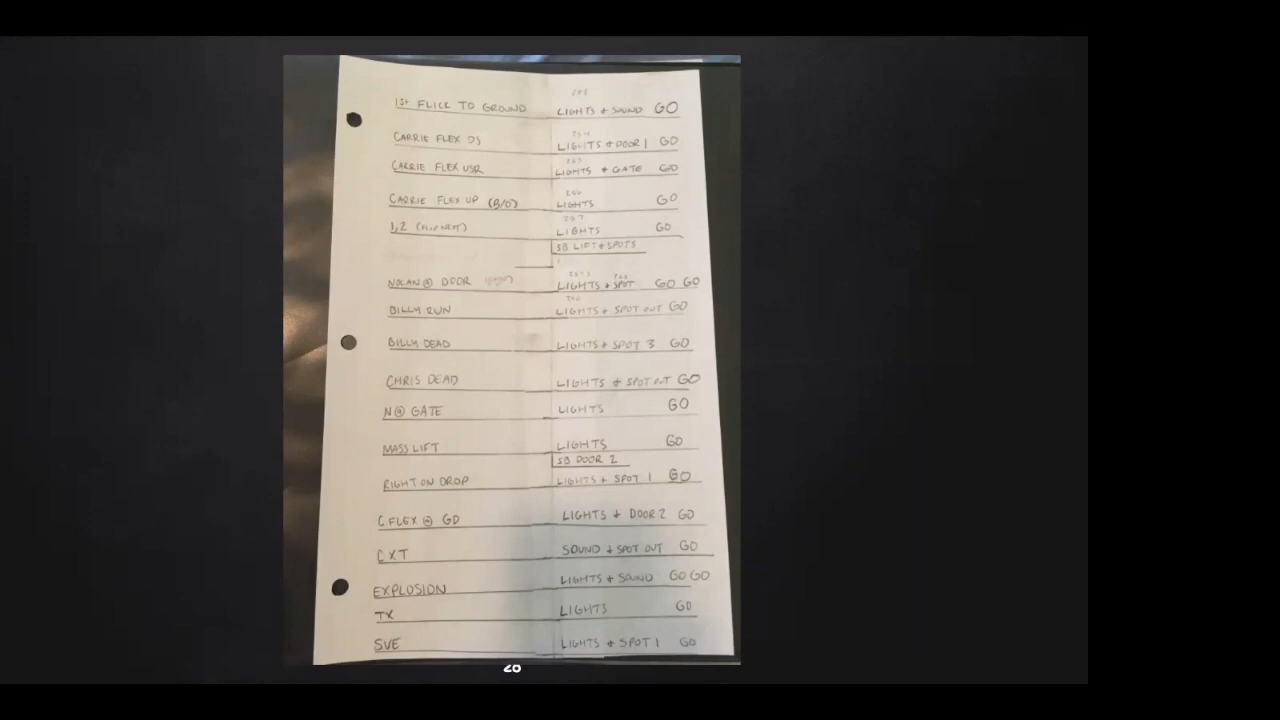 1ST FLICK TO GROUND LIGHTS + SOUND GO
CARRIE FLEX DS LIGHTS + DOOR 1 GO
CARRIE FLEX USR LIGHTS + GATE GO
CARRIE FLEX UP (B/O) LIGHTS GO
1,2 LIGHTS GO
SB LIFT + SPOTS
NOLAN @ DOOR LIGHTS + SPOT GO GO
BILLY RUN LIGHTS + SPOT OUT GO
BILLY DEAD LIGHTS + SPOT 3 GO
CHRIS DEAD LIGHTS + SPOT OUT GO
N @ GATE LIGHTS GO
MASS LIFT LIGHTS GO
SB DOOR 2
RIGHT ON DROP LIGHTS + SPOT 1 GO
C FLEX @ GD LIGHTS + DOOR 2 GO
CXT SOUND + SPOT OUT GO
EXPLOSION LIGHTS + SOUND GO GO
TX LIGHTS GO
SVE LIGHTS + SPOT 1 GO